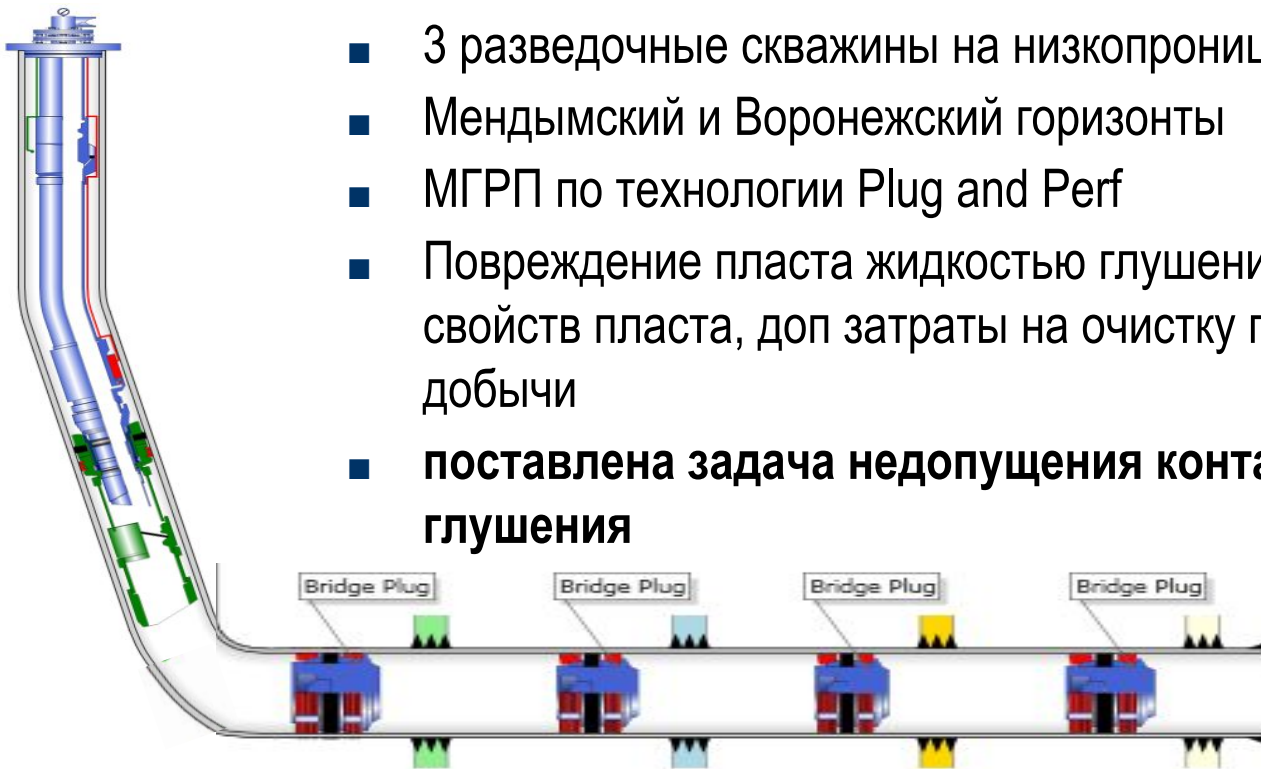 3 разведочные скважины на низкопрониц
Мендымский и Воронежский горизонты
МГРП по технологии Plug and Perf
Повреждение пласта жидкостью глушени
свойств пласта, доп затраты на очистку п
добычи
поставлена задача недопущения конта
глушения
Bridge Plug Bridge Plug Bridge Plug Bridge Plug